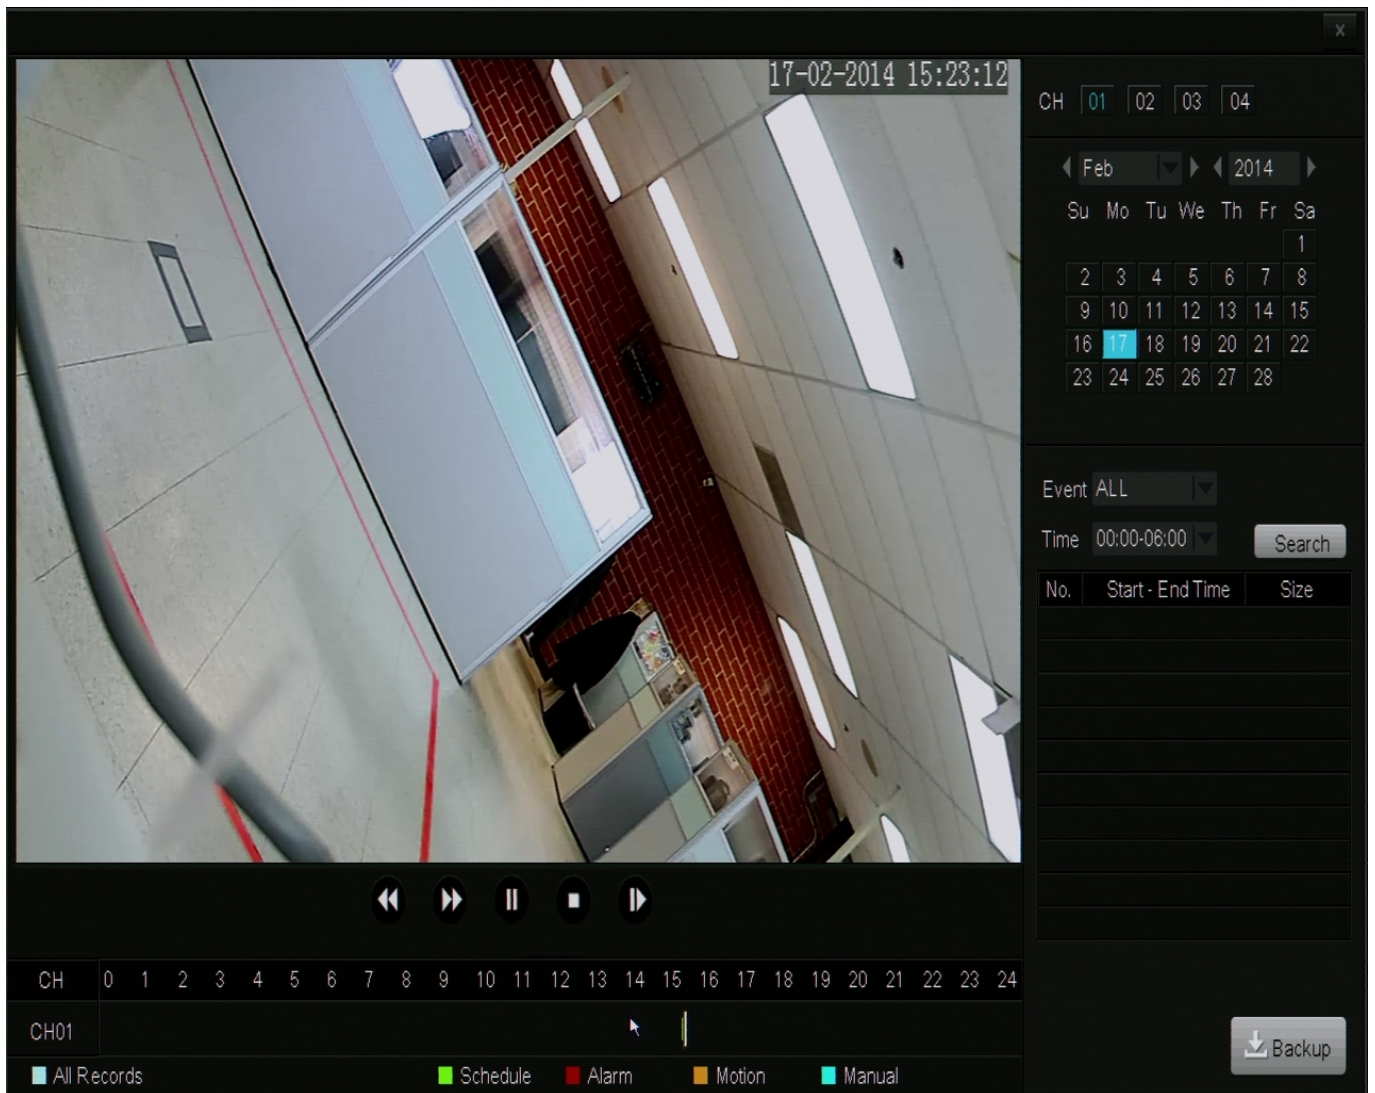 x
17-02-2014 15:23:12
CH 01 02 03 04
Feb 2014
Su Mo Tu We Th Fr Sa
1
2 3 4 5 6 7 8
9 10 11 12 13 14 15
16 17 18 19 20 21 22
23 24 25 26 27 28
Event ALL
Time 00:00-06:00 Search
No. Start - End Time Size
CH 0 1 2 3 4 5 6 7 8 9 10 11 12 13 14 15 16 17 18 19 20 21 22 23 24
CH01
Backup
All Records Schedule Alarm Motion Manual